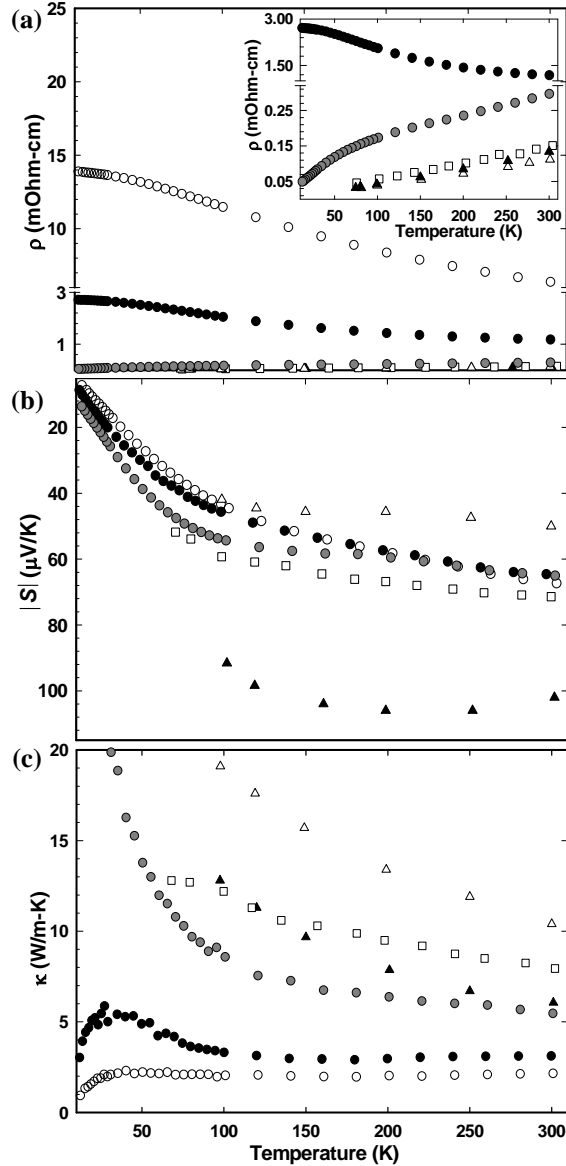 (a)
25
20
15
10
3
1
ρ (mOhm-cm)
3.00
1.50
0.25
0.15
0.05
ρ (mOhm-cm)
50 100 150 200 250 300
Temperature (K)
(b)
20
40
60
80
100
|S| (μV/K)
(c)
20
15
10
5
0
κ (W/m-K)
50 100 150 200 250 300
Temperature (K)